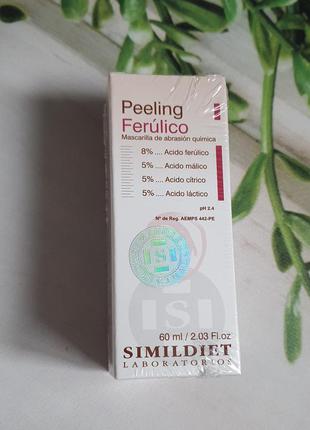 Peeling
Ferúlico
Mascarilla de abrasión química
8% .... Acido ferúlico
5% .... Acido málico
5% .... Acido cítrico
5% .... Acido láctico
pH 2.4
Nº de Reg. AEMPS 442-PE
ISI
60 ml / 2.03 Fl.oz
SIMILDIET
LABORATORIOS